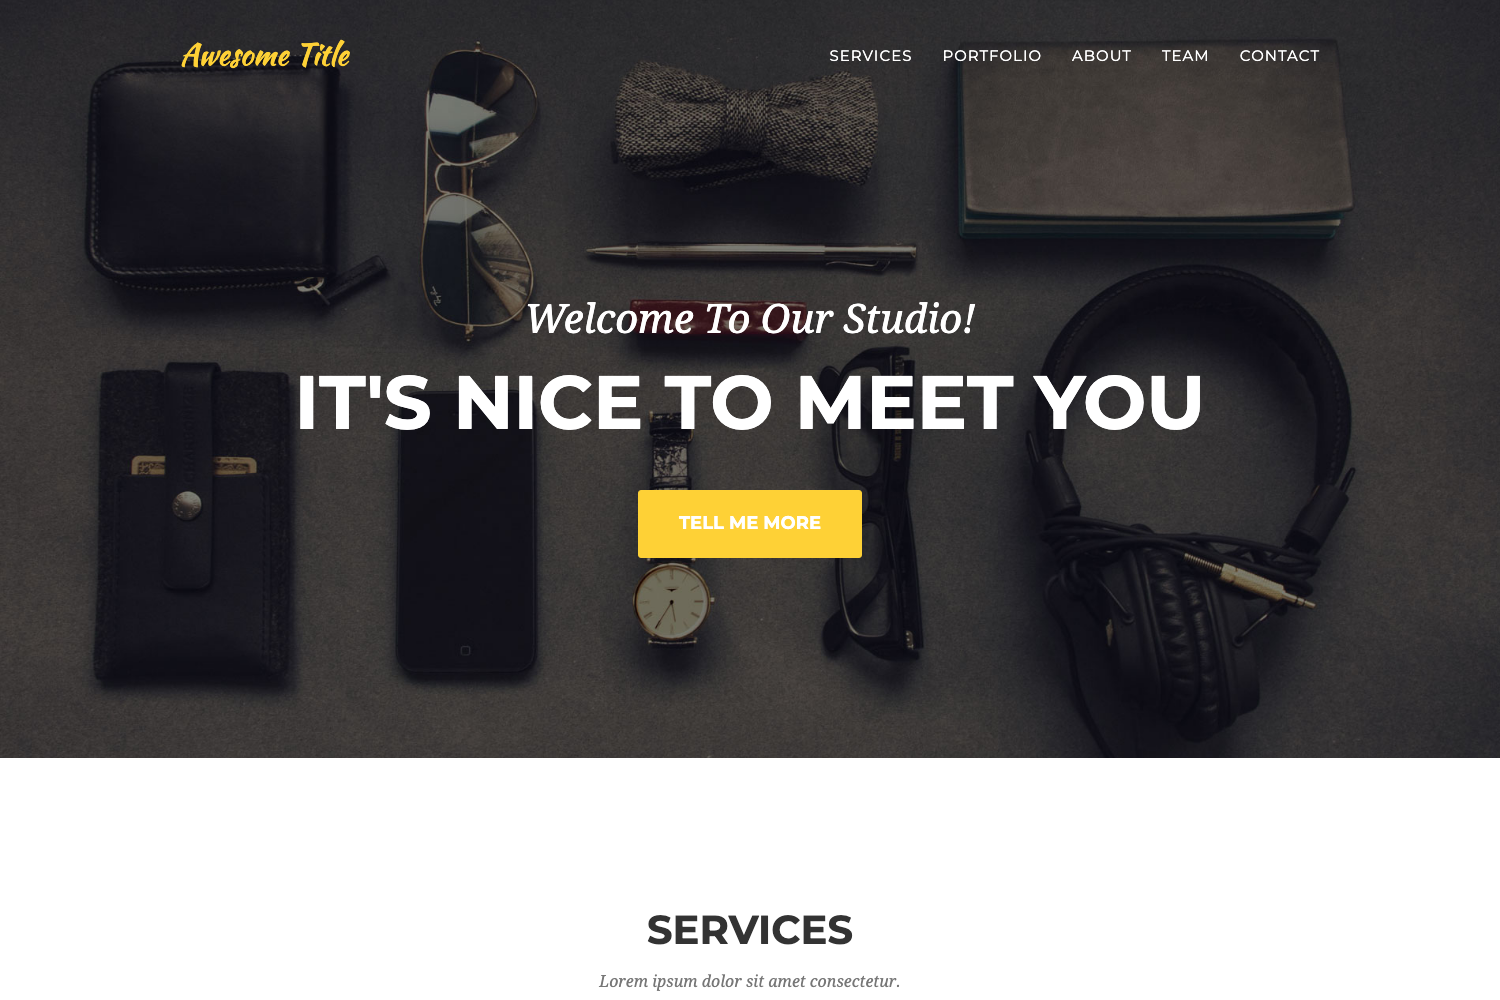 Awesome Title
SERVICES PORTFOLIO ABOUT TEAM CONTACT
Welcome To Our Studio!
IT'S NICE TO MEET YOU
TELL ME MORE
SERVICES
Lorem ipsum dolor sit amet consectetur.